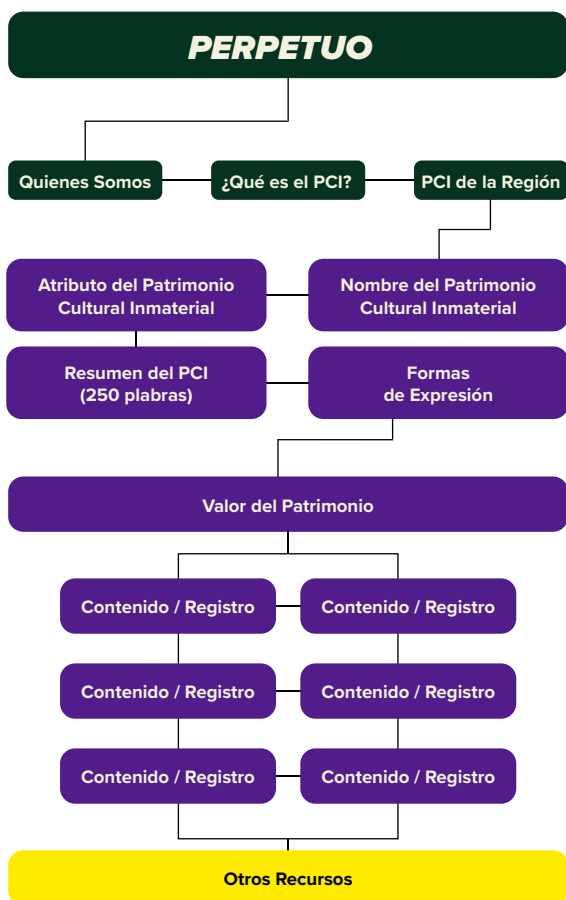 PERPETUO
Quienes Somos
¿Qué es el PCI?
PCI de la Región
Atributo del Patrimonio
Cultural Inmaterial
Nombre del Patrimonio
Cultural Inmaterial
Resumen del PCI
(250 plabras)
Formas
de Expresión
Valor del Patrimonio
Contenido / Registro
Contenido / Registro
Contenido / Registro
Contenido / Registro
Contenido / Registro
Contenido / Registro
Otros Recursos